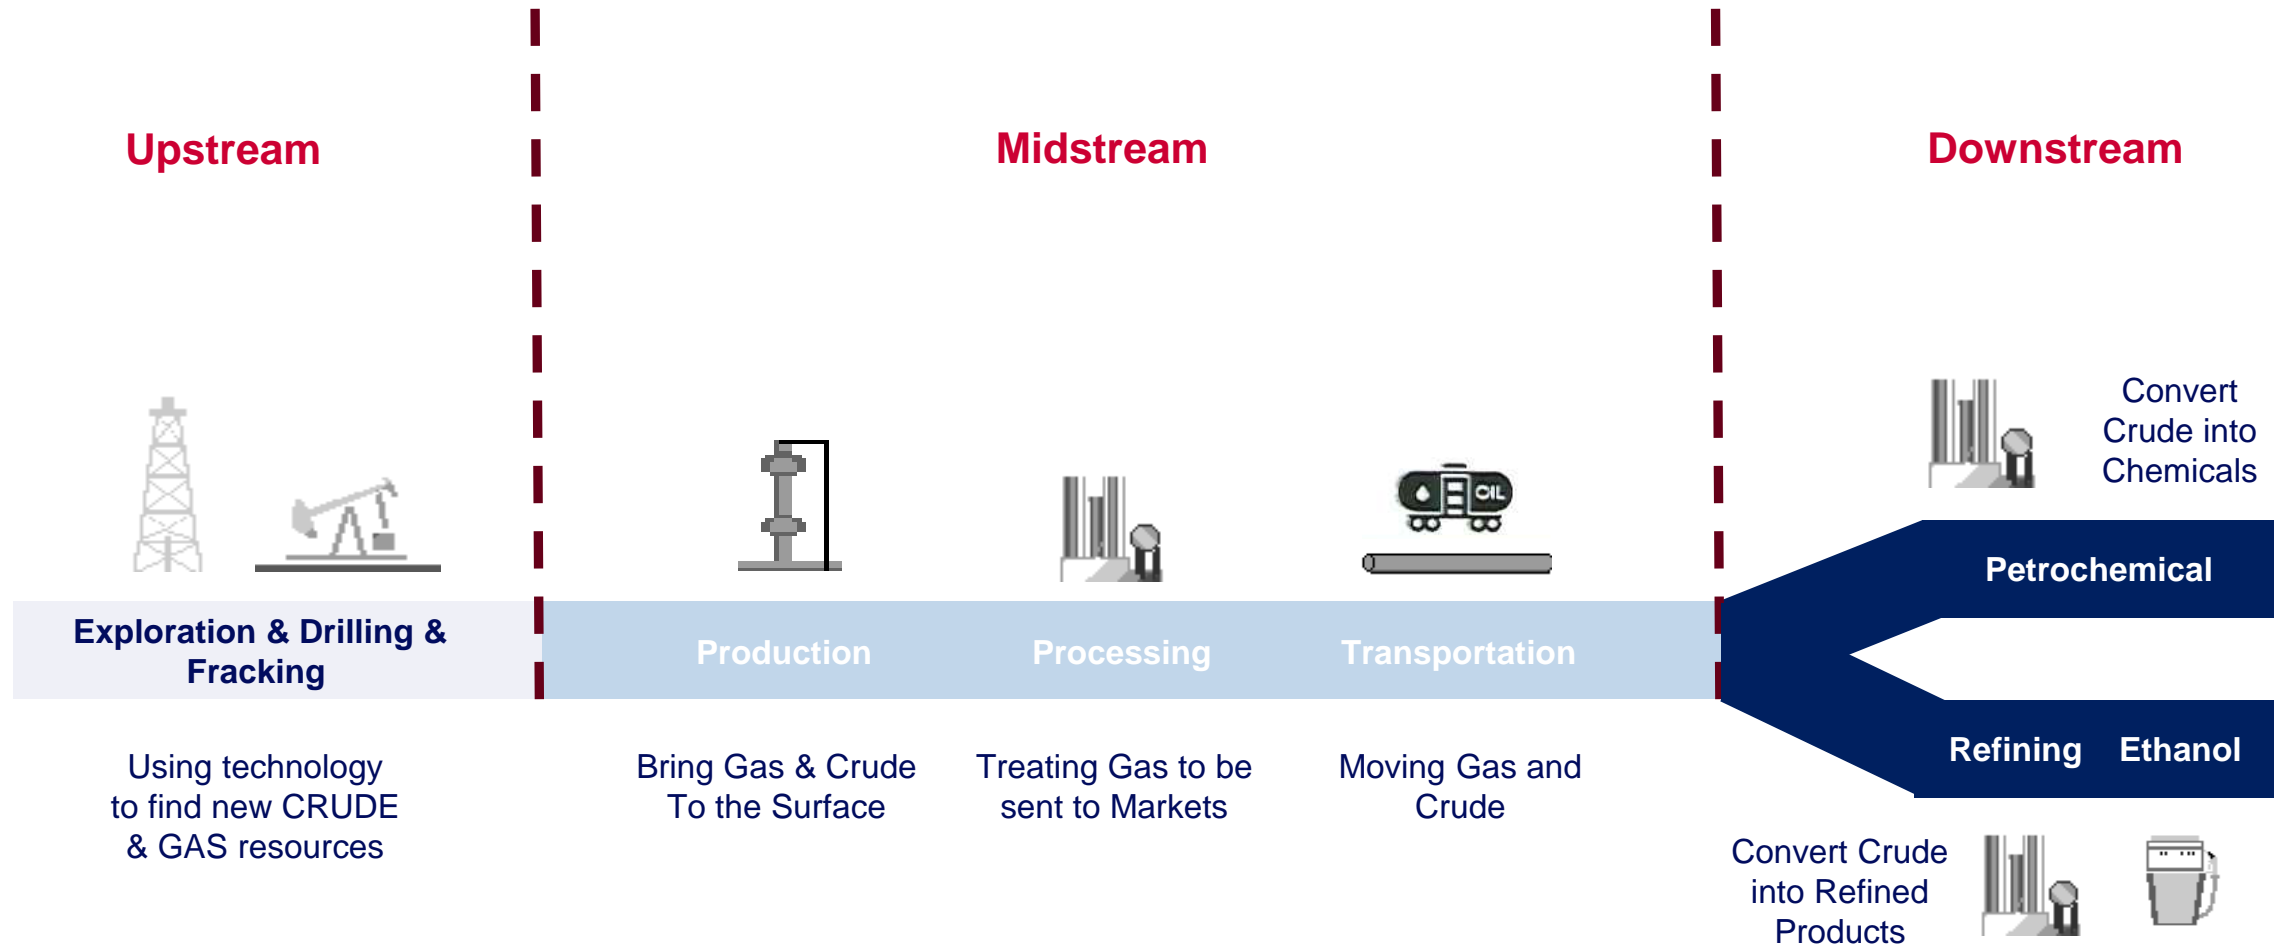 Upstream
Midstream
Downstream
Convert
Crude into
Chemicals
OIL
Petrochemical
Exploration & Drilling &
Fracking
Production
Processing
Transportation
Refining
Ethanol
Using technology
to find new CRUDE
& GAS resources
Bring Gas & Crude
To the Surface
Treating Gas to be
sent to Markets
Moving Gas and
Crude
Convert Crude
into Refined
Products